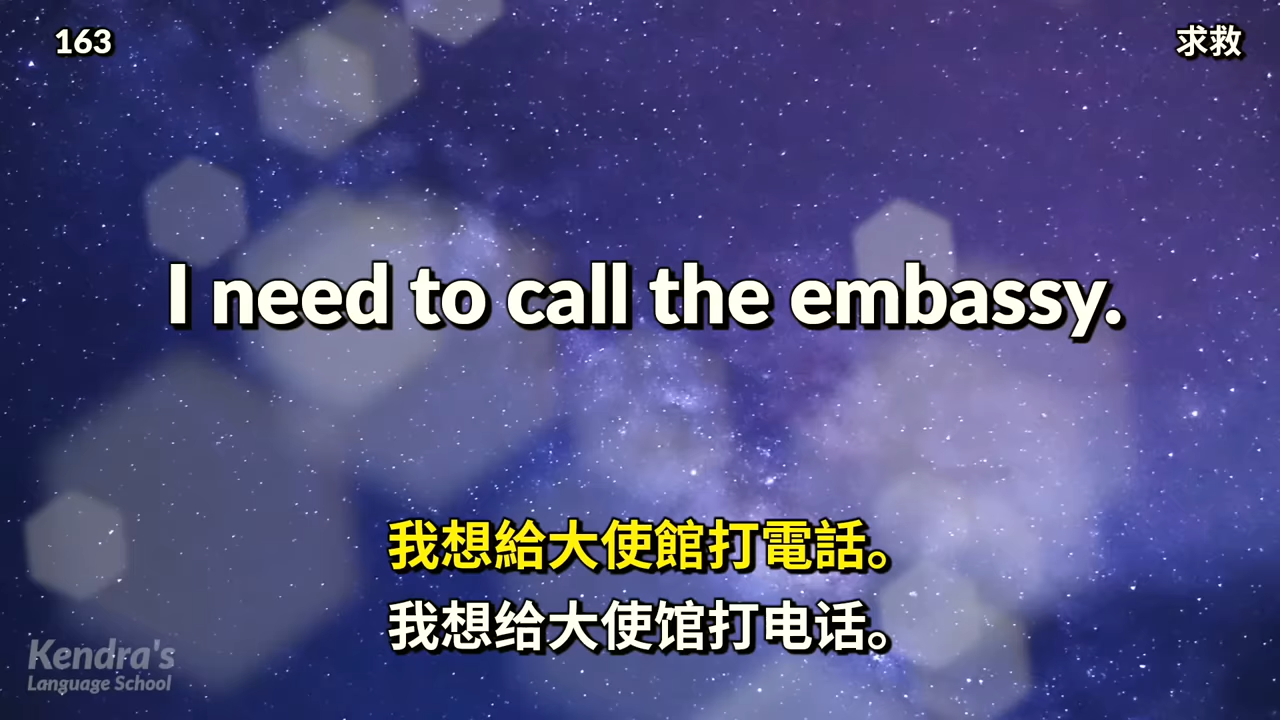 163
求救
I need to call the embassy.
我想給大使館打電話。
我想给大使馆打电话。
Kendra's
Language School